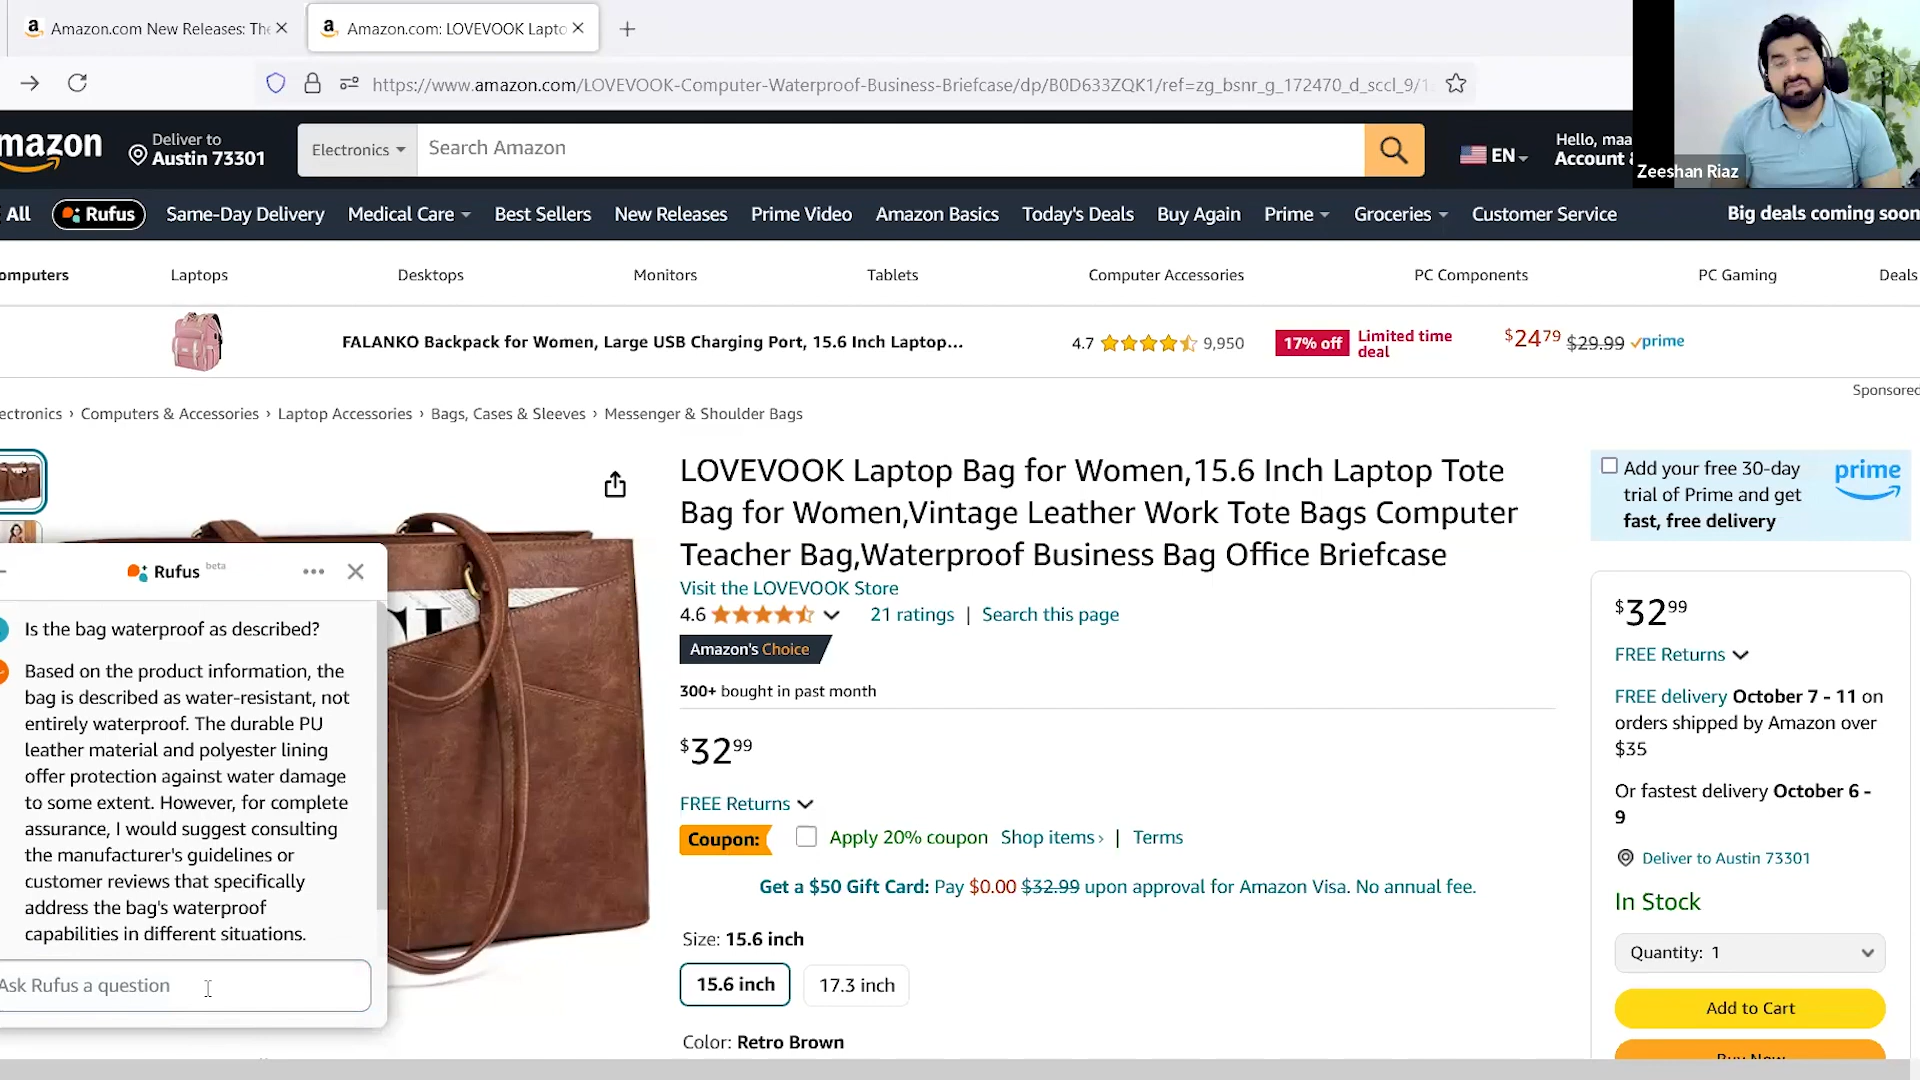 Amazon.com New Releases: The
Amazon.com: LOVEVOOK Lapto
https://www.amazon.com/LOVEVOOK-Computer-Waterproof-Business-Briefcase/dp/B0D633ZQK1/ref=zg_bsnr_g_172470_d_sccl_9/1
mazon
Deliver to
Austin 73301
Electronics
Search Amazon
EN
Hello, maa
Account &
Zeeshan Riaz
All
Rufus
Same-Day Delivery
Medical Care
Best Sellers
New Releases
Prime Video
Amazon Basics
Today's Deals
Buy Again
Prime
Groceries
Customer Service
Big deals coming soon
omputers
Laptops
Desktops
Monitors
Tablets
Computer Accessories
PC Components
PC Gaming
Deals
FALANKO Backpack for Women, Large USB Charging Port, 15.6 Inch Laptop...
4.7
9,950
17% off
Limited time
deal
$24.79 $29.99 prime
Sponsored
ectronics › Computers & Accessories › Laptop Accessories › Bags, Cases & Sleeves › Messenger & Shoulder Bags
LOVEVOOK Laptop Bag for Women,15.6 Inch Laptop Tote
Bag for Women,Vintage Leather Work Tote Bags Computer
Teacher Bag,Waterproof Business Bag Office Briefcase
Visit the LOVEVOOK Store
4.6
21 ratings | Search this page
Amazon's Choice
300+ bought in past month
$32.99
FREE Returns
Coupon:
Apply 20% coupon Shop items › | Terms
Get a $50 Gift Card: Pay $0.00 $32.99 upon approval for Amazon Visa. No annual fee.
Size: 15.6 inch
15.6 inch
17.3 inch
Color: Retro Brown
Rufus beta
Is the bag waterproof as described?
Based on the product information, the
bag is described as water-resistant, not
entirely waterproof. The durable PU
leather material and polyester lining
offer protection against water damage
to some extent. However, for complete
assurance, I would suggest consulting
the manufacturer's guidelines or
customer reviews that specifically
address the bag's waterproof
capabilities in different situations.
Ask Rufus a question
Add your free 30-day
trial of Prime and get
fast, free delivery
prime
$32.99
FREE Returns
FREE delivery October 7 - 11 on
orders shipped by Amazon over
$35
Or fastest delivery October 6 -
9
Deliver to Austin 73301
In Stock
Quantity: 1
Add to Cart
Buy Now